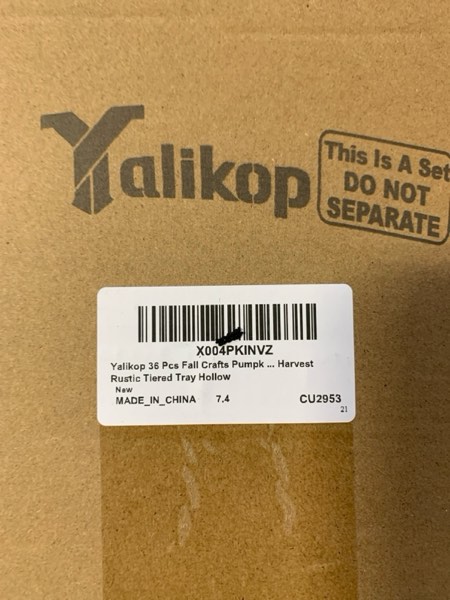 Yalikop
This Is A Set
DO NOT
SEPARATE
X004PKINVZ
Yalikop 36 Pcs Fall Crafts Pumpk ... Harvest
Rustic Tiered Tray Hollow
New
MADE_IN_CHINA 7.4 CU2953
21